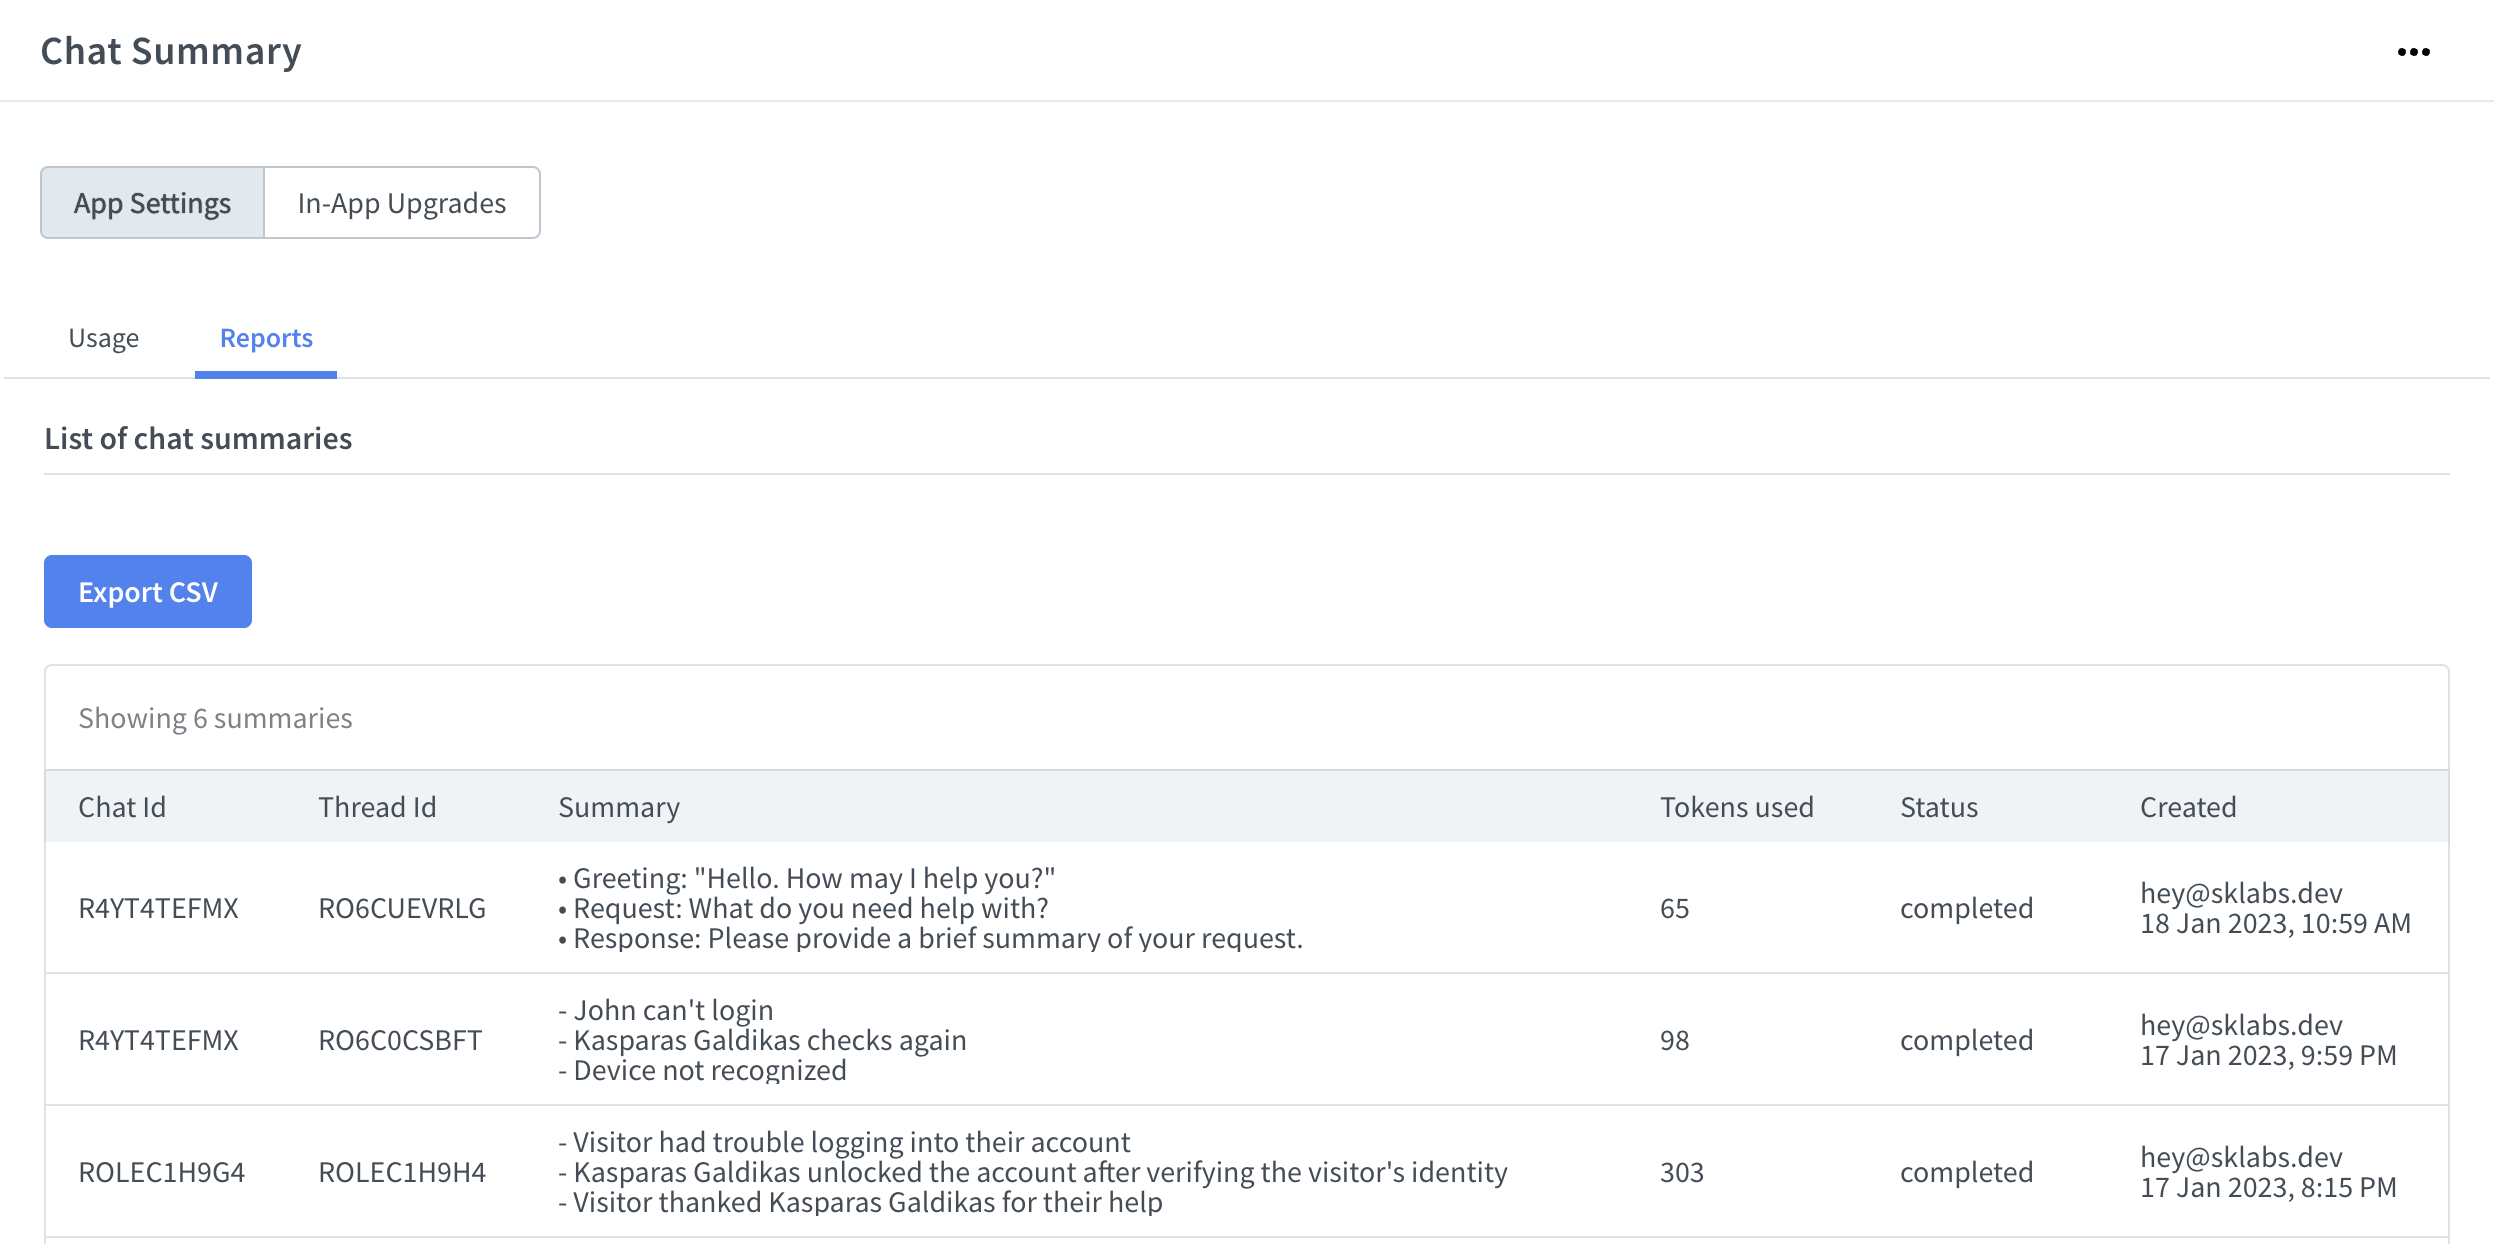 Chat Summary
App Settings
In-App Upgrades
Usage
Reports
List of chat summaries
Export CSV
Showing 6 summaries
Chat Id
Thread Id
Summary
Tokens used
Status
Created
R4YT4TEFMX
RO6CUEVRLG
• Greeting: "Hello. How may I help you?"
• Request: What do you need help with?
• Response: Please provide a brief summary of your request.
65
completed
hey@sklabs.dev
18 Jan 2023, 10:59 AM
R4YT4TEFMX
RO6C0CSBFT
- John can't login
- Kasparas Galdikas checks again
- Device not recognized
98
completed
hey@sklabs.dev
17 Jan 2023, 9:59 PM
ROLEC1H9G4
ROLEC1H9H4
- Visitor had trouble logging into their account
- Kasparas Galdikas unlocked the account after verifying the visitor's identity
- Visitor thanked Kasparas Galdikas for their help
303
completed
hey@sklabs.dev
17 Jan 2023, 8:15 PM